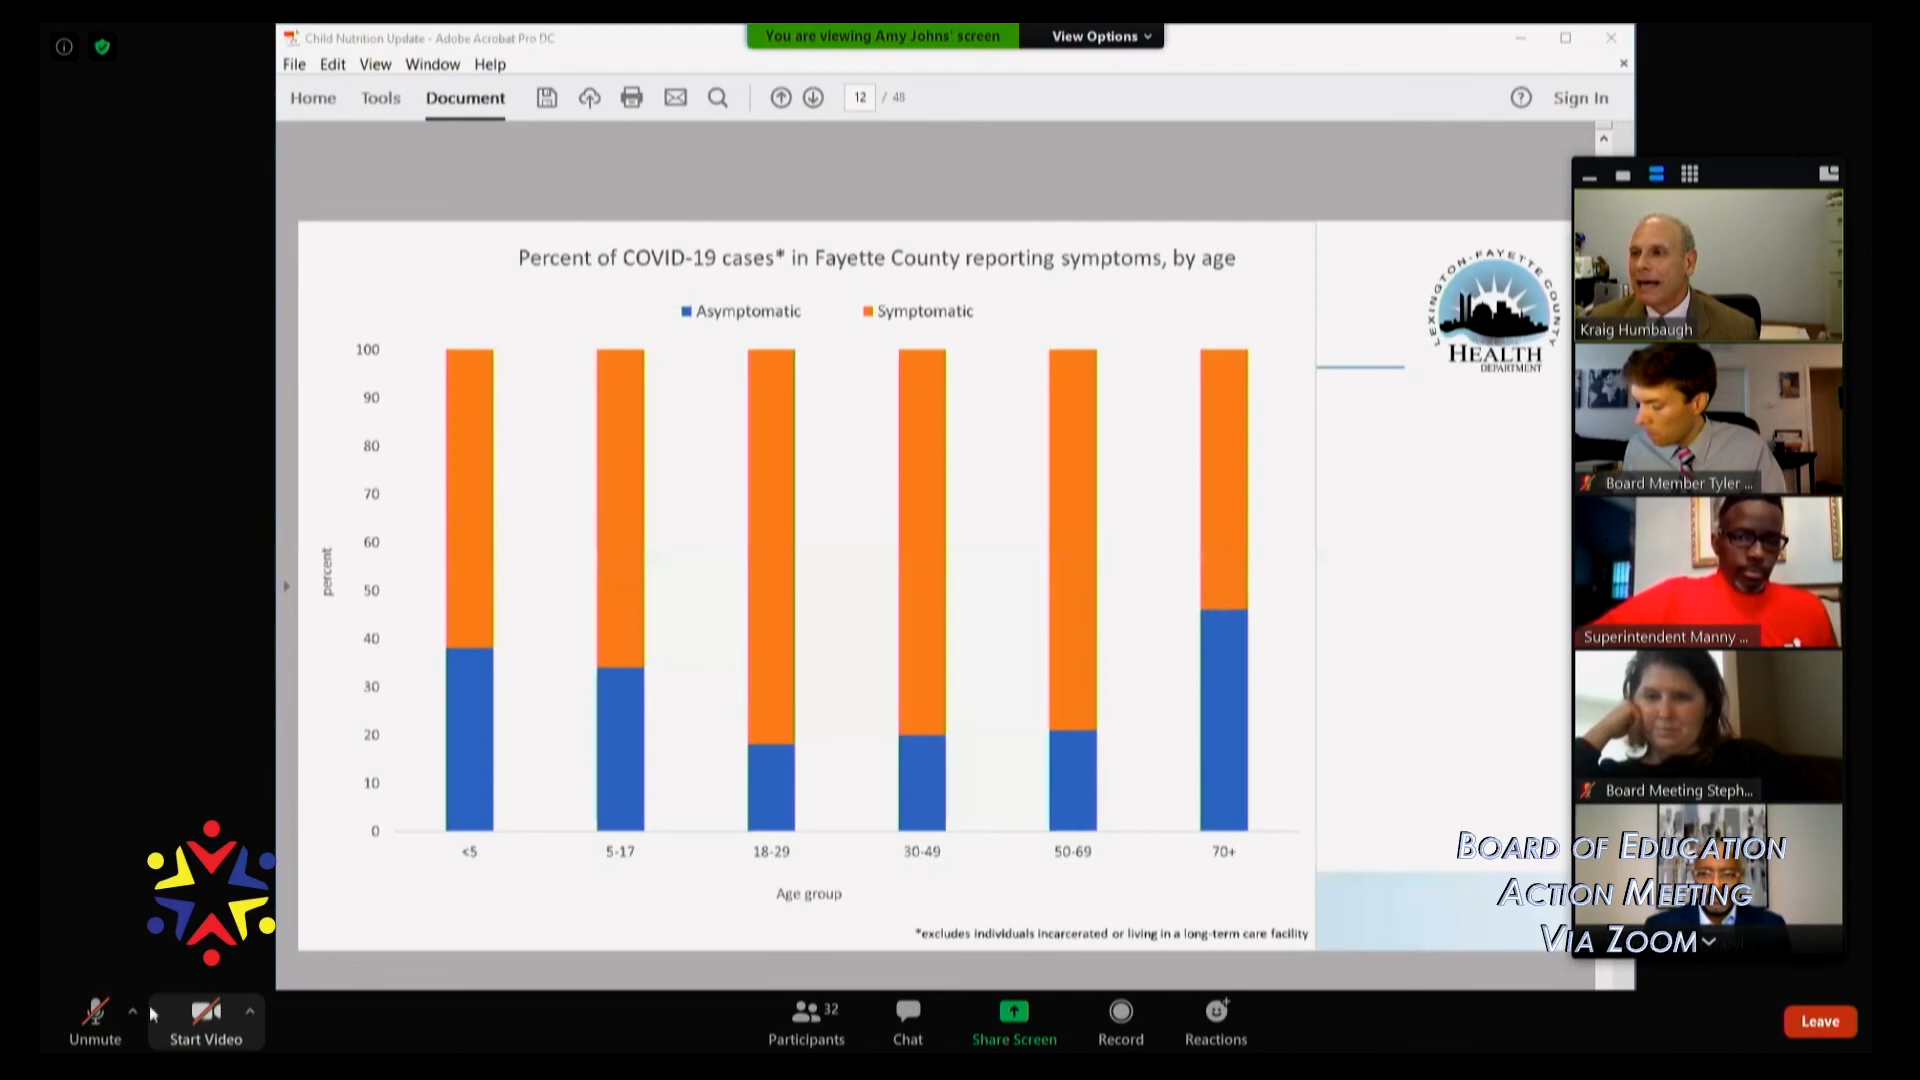 Child Nutrition Update - Adobe Acrobat Pro DC
You are viewing Amy Johns' screen
View Options
File Edit View Window Help
Home Tools Document
12 / 48
Sign In
Percent of COVID-19 cases* in Fayette County reporting symptoms, by age
Asymptomatic Symptomatic
100
90
80
70
60
50
40
30
20
10
0
percent
<5 5-17 18-29 30-49 50-69 70+
Age group
*excludes individuals incarcerated or living in a long-term care facility
LEXINGTON-FAYETTE COUNTY
HEALTH
DEPARTMENT
Kraig Humbaugh
Board Member Tyler ...
Superintendent Manny ...
Board Meeting Steph...
BOARD OF EDUCATION
ACTION MEETING
VIA ZOOM
Unmute
Start Video
32
Participants
Chat
Share Screen
Record
Reactions
Leave